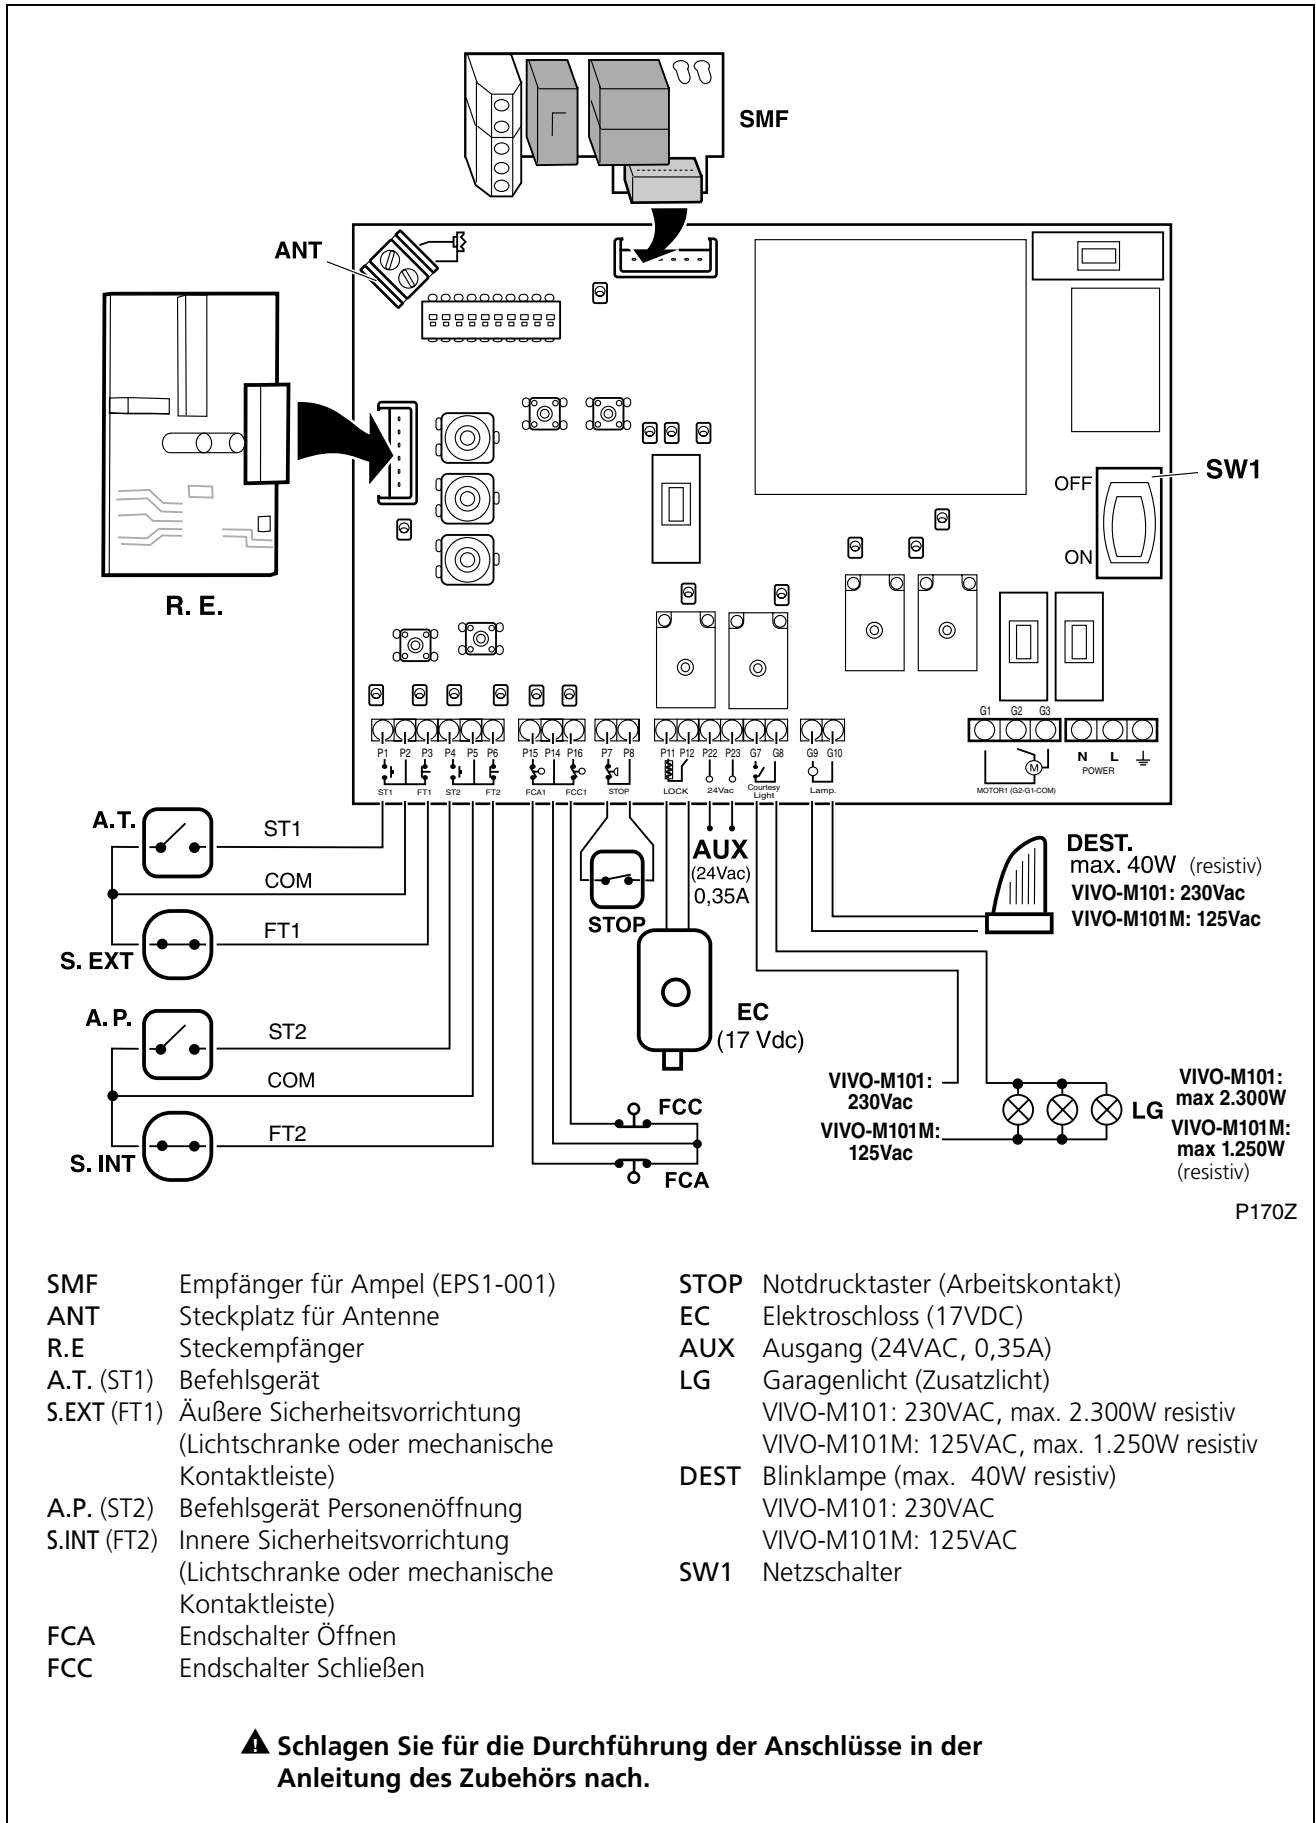 SMF
ANT
R. E.
OFF
SW1
ON
G1 G2 G3
P1 P2 P3 P4 P5 P6 P15 P14 P16 P7 P8 P11 P12 P22 P23 G7 G8 G9 G10
N L
POWER
ST1 FT1 ST2 FT2 FCA1 FCC1 STOP LOCK 24Vac Courtesy Light Lamp.
M
MOTOR1 (G2-G1-COM)
A.T.
ST1
COM
FT1
S. EXT
A.P.
ST2
COM
FT2
S. INT
STOP
AUX
(24Vac)
0,35A
EC
(17 Vdc)
FCC
FCA
DEST.
max. 40W (resistiv)
VIVO-M101: 230Vac
VIVO-M101M: 125Vac
VIVO-M101:
230Vac
VIVO-M101M:
125Vac
LG
VIVO-M101:
max 2.300W
VIVO-M101M:
max 1.250W
(resistiv)
P170Z
SMF Empfänger für Ampel (EPS1-001)
ANT Steckplatz für Antenne
R.E Steckempfänger
A.T. (ST1) Befehlsgerät
S.EXT (FT1) Äußere Sicherheitsvorrichtung
(Lichtschranke oder mechanische
Kontaktleiste)
A.P. (ST2) Befehlsgerät Personenöffnung
S.INT (FT2) Innere Sicherheitsvorrichtung
(Lichtschranke oder mechanische
Kontaktleiste)
FCA Endschalter Öffnen
FCC Endschalter Schließen
STOP Notdrucktaster (Arbeitskontakt)
EC Elektroschloss (17VDC)
AUX Ausgang (24VAC, 0,35A)
LG Garagenlicht (Zusatzlicht)
VIVO-M101: 230VAC, max. 2.300W resistiv
VIVO-M101M: 125VAC, max. 1.250W resistiv
DEST Blinklampe (max. 40W resistiv)
VIVO-M101: 230VAC
VIVO-M101M: 125VAC
SW1 Netzschalter
Schlagen Sie für die Durchführung der Anschlüsse in der
Anleitung des Zubehörs nach.